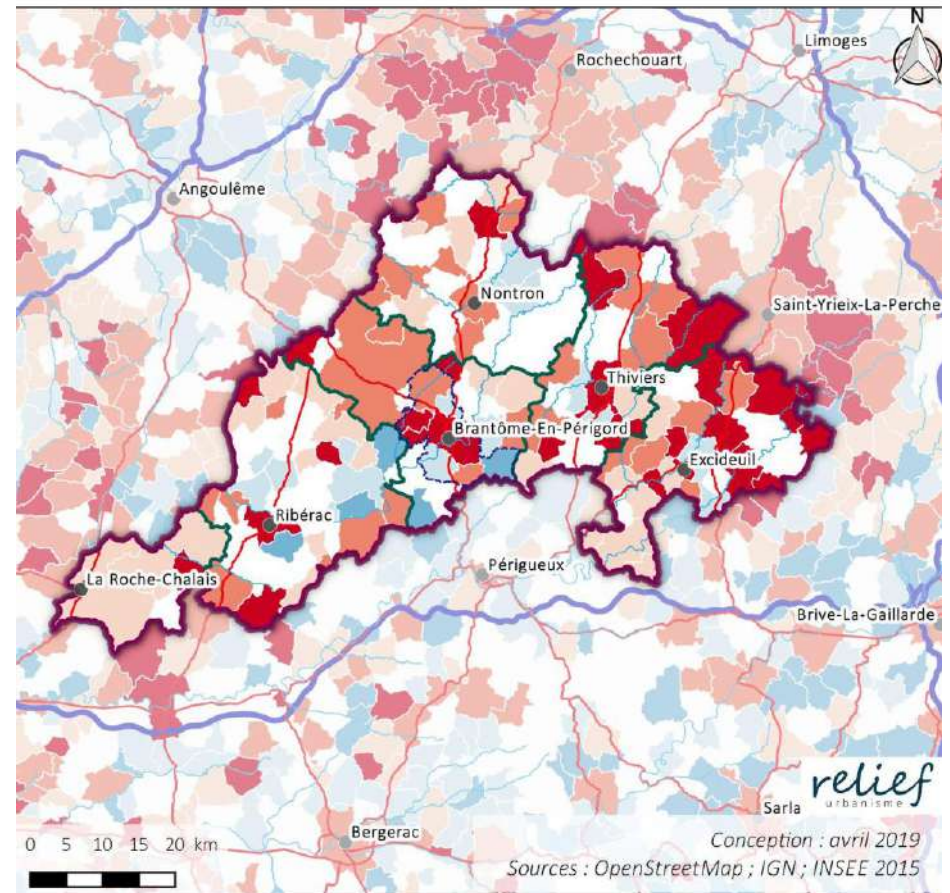 N
Limoges
Rochechouart
Angoulême
Nontron
Saint-Yrieix-La-Perche
Thiviers
Brantôme-En-Périgord
Excideuil
Ribérac
La Roche-Chalais
Périgueux
Brive-La-Gaillarde
relief
urbanisme
Sarla
Bergerac
0 5 10 15 20 km
Conception : avril 2019
Sources : OpenStreetMap ; IGN ; INSEE 2015